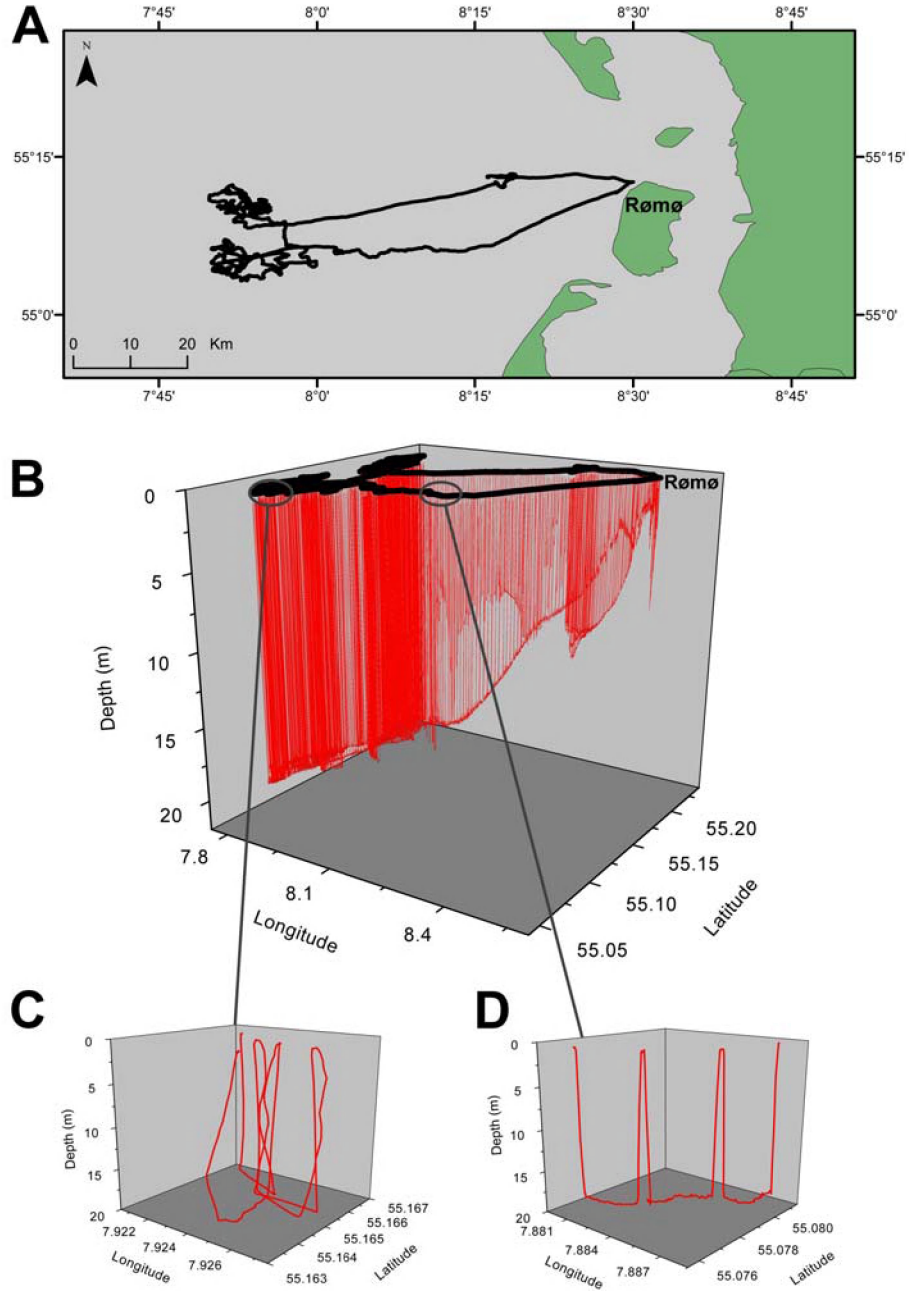 A
7°45'
8°0'
8°15'
8°30'
8°45'
N
55°15'
55°15'
Rømø
55°0'
55°0'
0 10 20 Km
7°45'
8°0'
8°15'
8°30'
8°45'
B
0
5
10
15
20
Depth (m)
Rømø
7.8
8.1
8.4
Longitude
55.20
55.15
55.10
55.05
Latitude
C
0
5
10
15
20
Depth (m)
7.922
7.924
7.926
Longitude
55.167
55.166
55.165
55.164
55.163
Latitude
D
0
5
10
15
20
Depth (m)
7.881
7.884
7.887
Longitude
55.080
55.078
55.076
Latitude